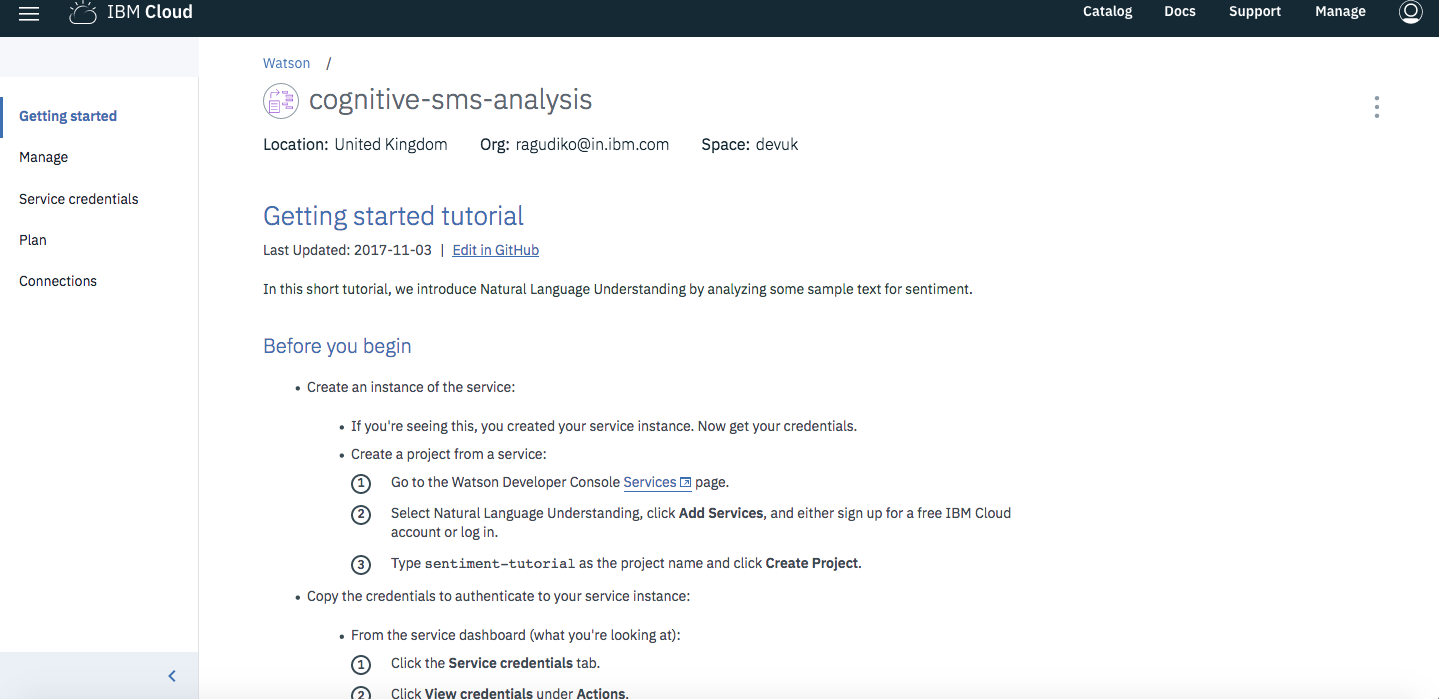 IBM Cloud
Catalog Docs Support Manage
Getting started
Manage
Service credentials
Plan
Connections
Watson /
cognitive-sms-analysis
Location: United Kingdom Org: ragudiko@in.ibm.com Space: devuk
Getting started tutorial
Last Updated: 2017-11-03 | Edit in GitHub
In this short tutorial, we introduce Natural Language Understanding by analyzing some sample text for sentiment.
Before you begin
• Create an instance of the service:
• If you're seeing this, you created your service instance. Now get your credentials.
• Create a project from a service:
1 Go to the Watson Developer Console Services page.
2 Select Natural Language Understanding, click Add Services, and either sign up for a free IBM Cloud
account or log in.
3 Type sentiment-tutorial as the project name and click Create Project.
• Copy the credentials to authenticate to your service instance:
• From the service dashboard (what you're looking at):
1 Click the Service credentials tab.
2 Click View credentials under Actions.